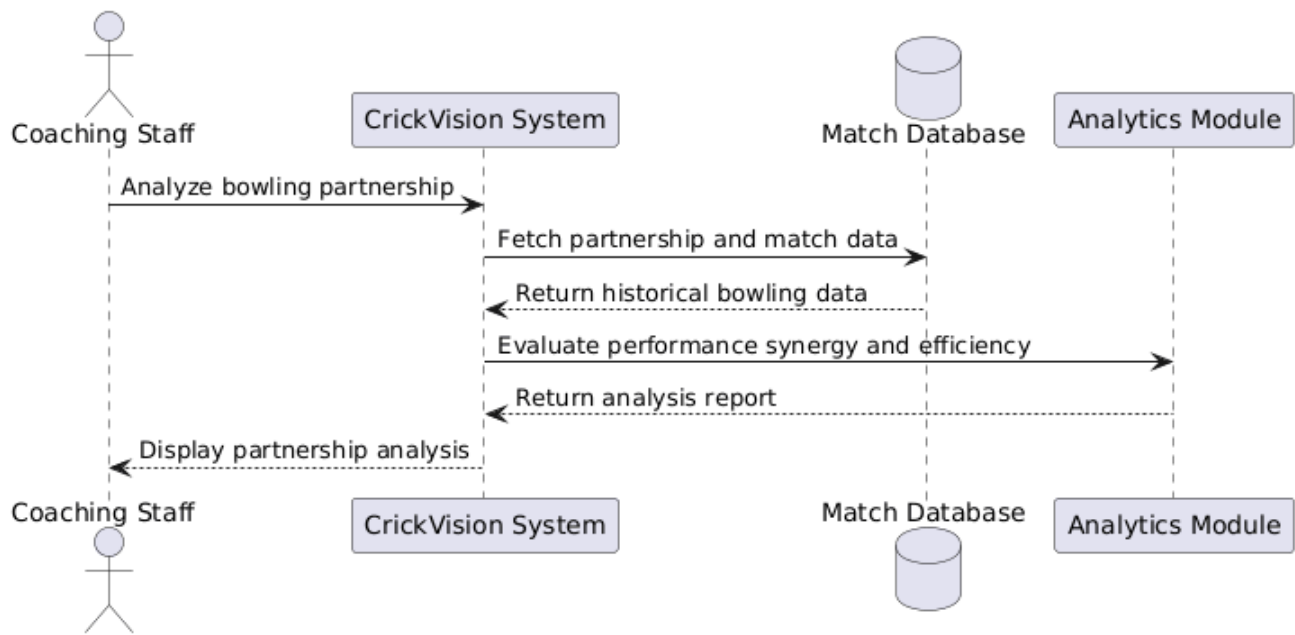 Coaching Staff
CrickVision System
Match Database
Analytics Module
Analyze bowling partnership
Fetch partnership and match data
Return historical bowling data
Evaluate performance synergy and efficiency
Return analysis report
Display partnership analysis
Coaching Staff
CrickVision System
Match Database
Analytics Module